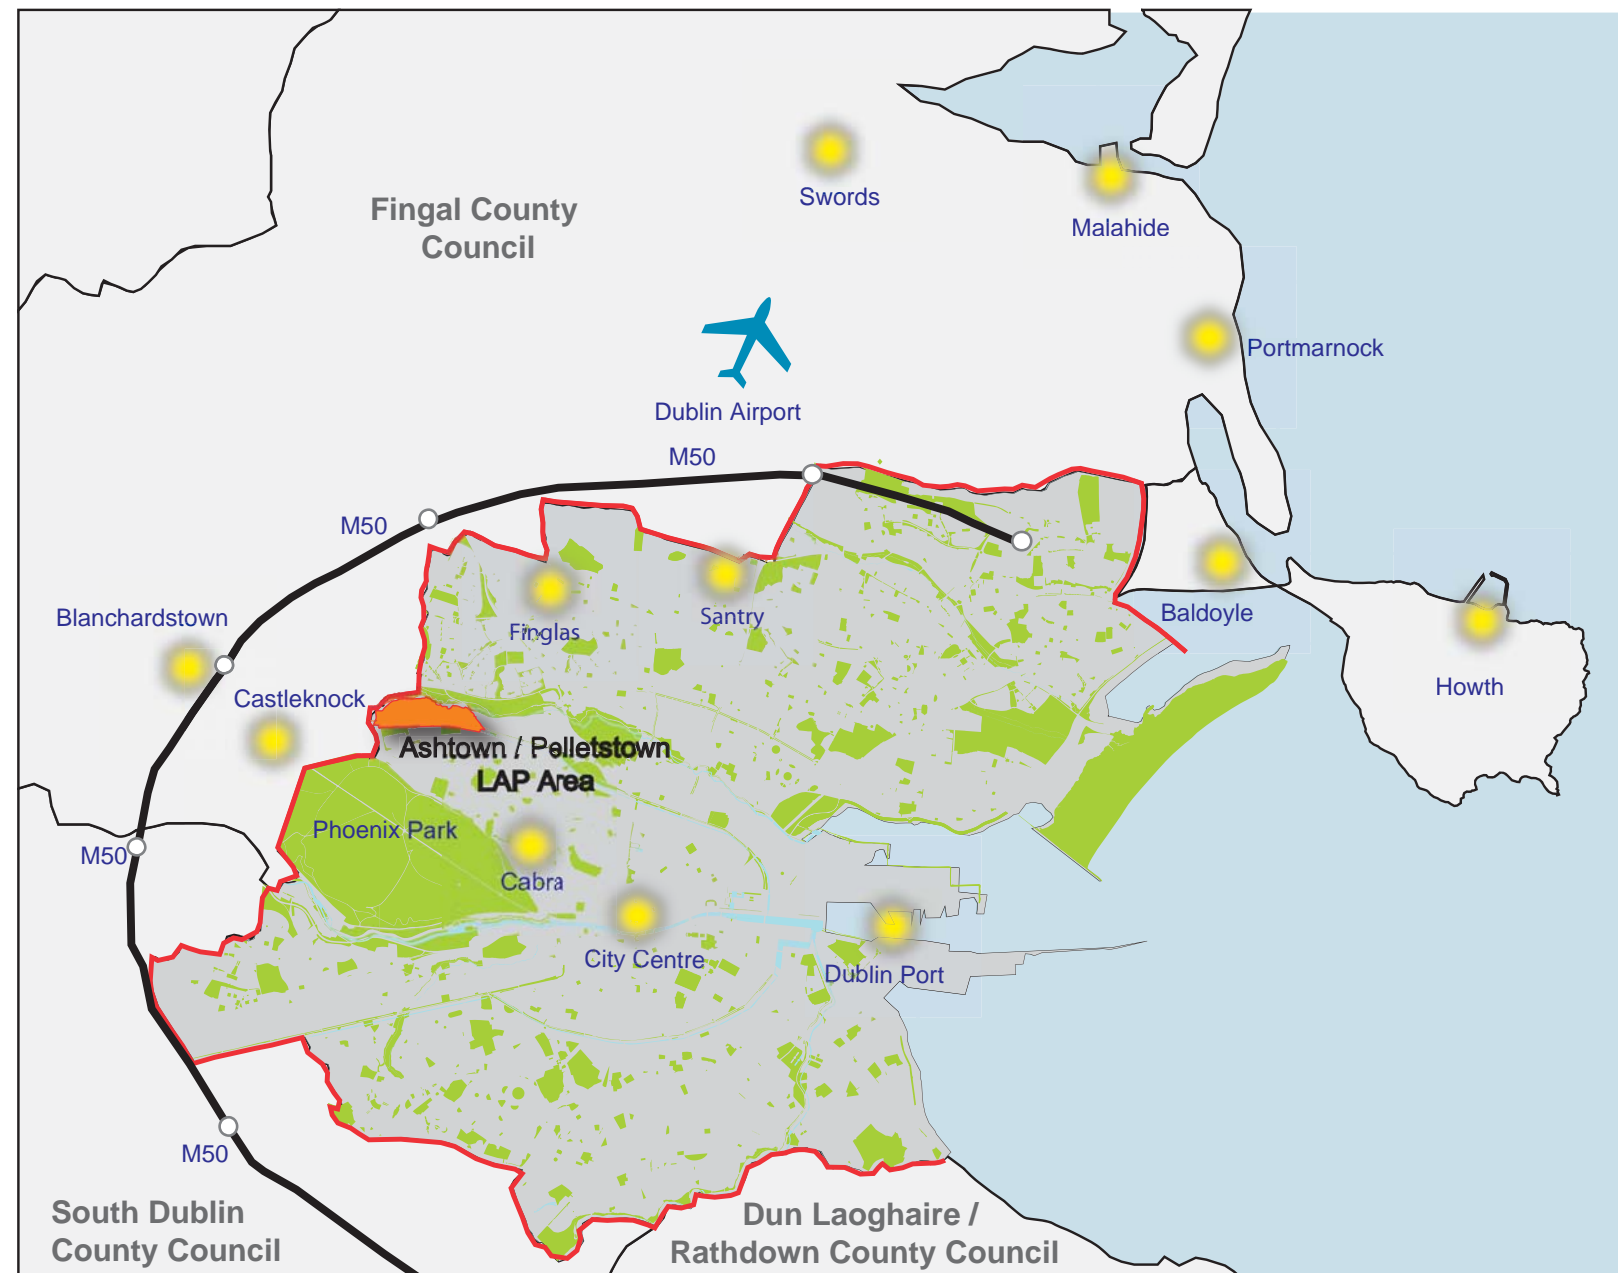 Swords
Malahide
Fingal County
Council
Portmarnock
Dublin Airport
M50
M50
Blanchardstown
Finglas
Santry
Baldoyle
Howth
Castleknock
Ashtown / Pelletstown
LAP Area
Phoenix Park
M50
Cabra
City Centre
Dublin Port
M50
South Dublin
County Council
Dun Laoghaire /
Rathdown County Council